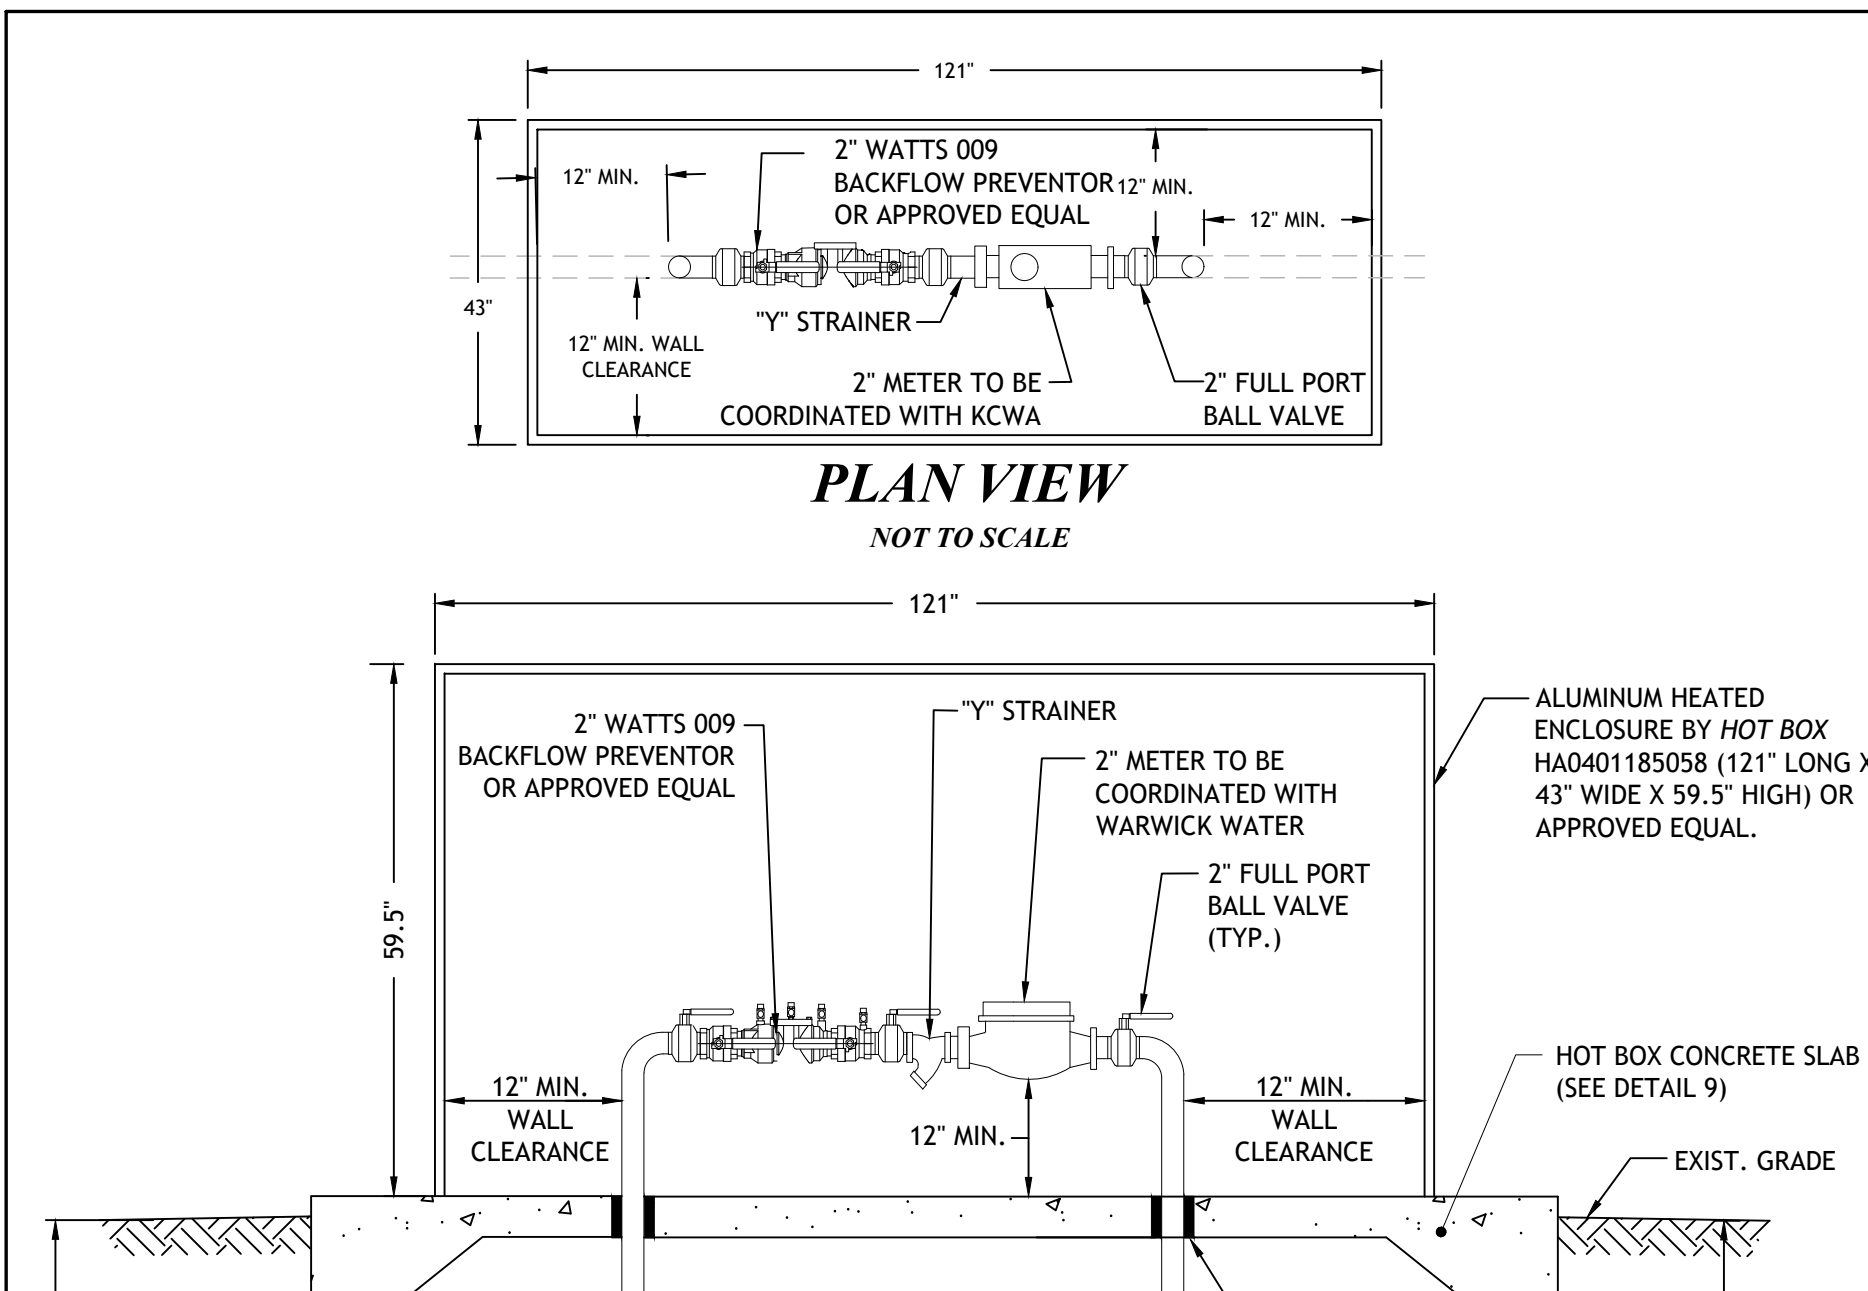 121"
2" WATTS 009
BACKFLOW PREVENTOR
OR APPROVED EQUAL
12" MIN.
12" MIN.
12" MIN.
43"
"Y" STRAINER
12" MIN. WALL
CLEARANCE
2" METER TO BE
COORDINATED WITH KCWA
2" FULL PORT
BALL VALVE
PLAN VIEW
NOT TO SCALE
121"
59.5"
2" WATTS 009
BACKFLOW PREVENTOR
OR APPROVED EQUAL
"Y" STRAINER
2" METER TO BE
COORDINATED WITH
WARWICK WATER
2" FULL PORT
BALL VALVE
(TYP.)
ALUMINUM HEATED
ENCLOSURE BY HOT BOX
HA0401185058 (121" LONG X
43" WIDE X 59.5" HIGH) OR
APPROVED EQUAL.
12" MIN.
WALL
CLEARANCE
12" MIN.
12" MIN.
WALL
CLEARANCE
HOT BOX CONCRETE SLAB
(SEE DETAIL 9)
EXIST. GRADE